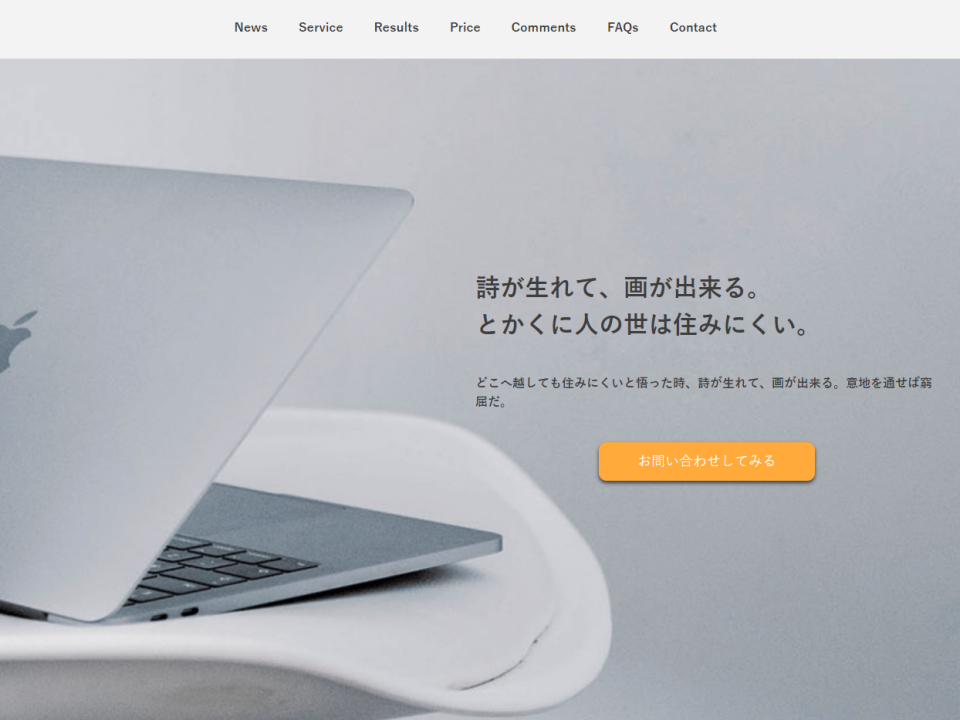 News Service Results Price Comments FAQs Contact
詩が生れて、画が出来る。
とかくに人の世は住みにくい。
どこへ越しても住みにくいと悟った時、詩が生れて、画が出来る。意地を通せば窮
屈だ。
お問い合わせしてみる